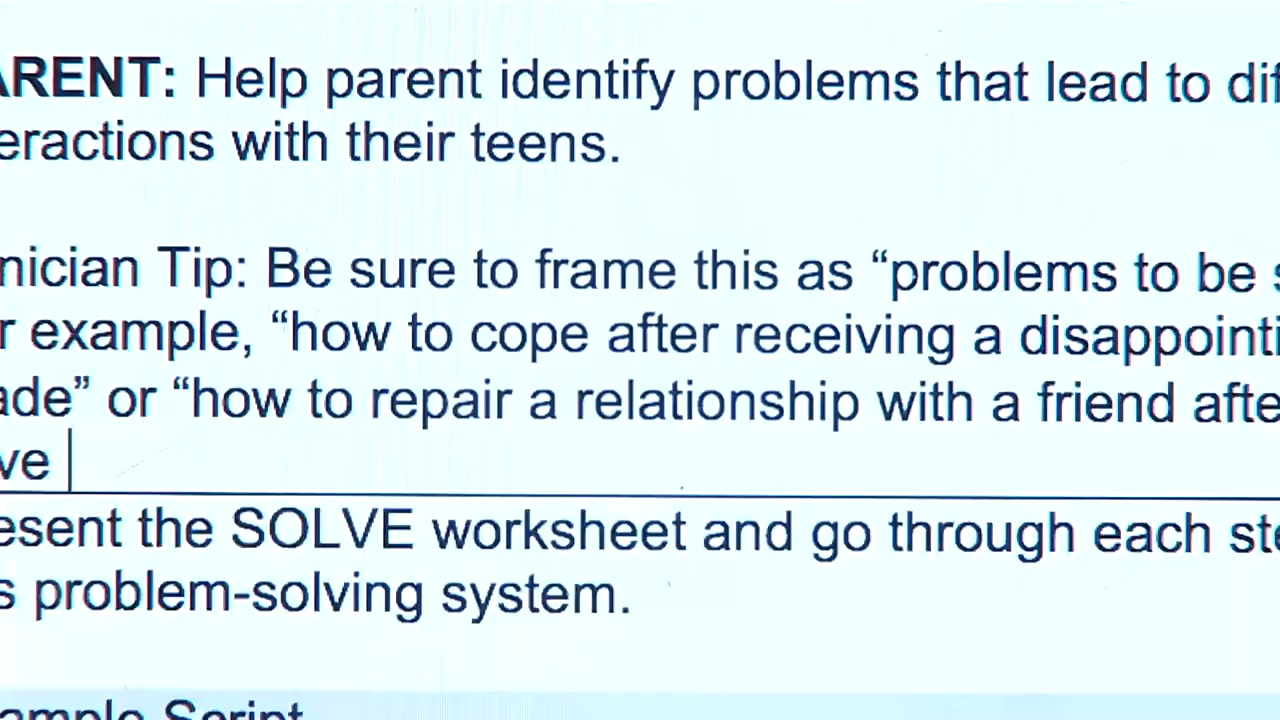 ARENT: Help parent identify problems that lead to dif
eractions with their teens.
nician Tip: Be sure to frame this as “problems to be s
r example, “how to cope after receiving a disappointi
ade” or “how to repair a relationship with a friend afte
ve
esent the SOLVE worksheet and go through each ste
s problem-solving system.
ample Script